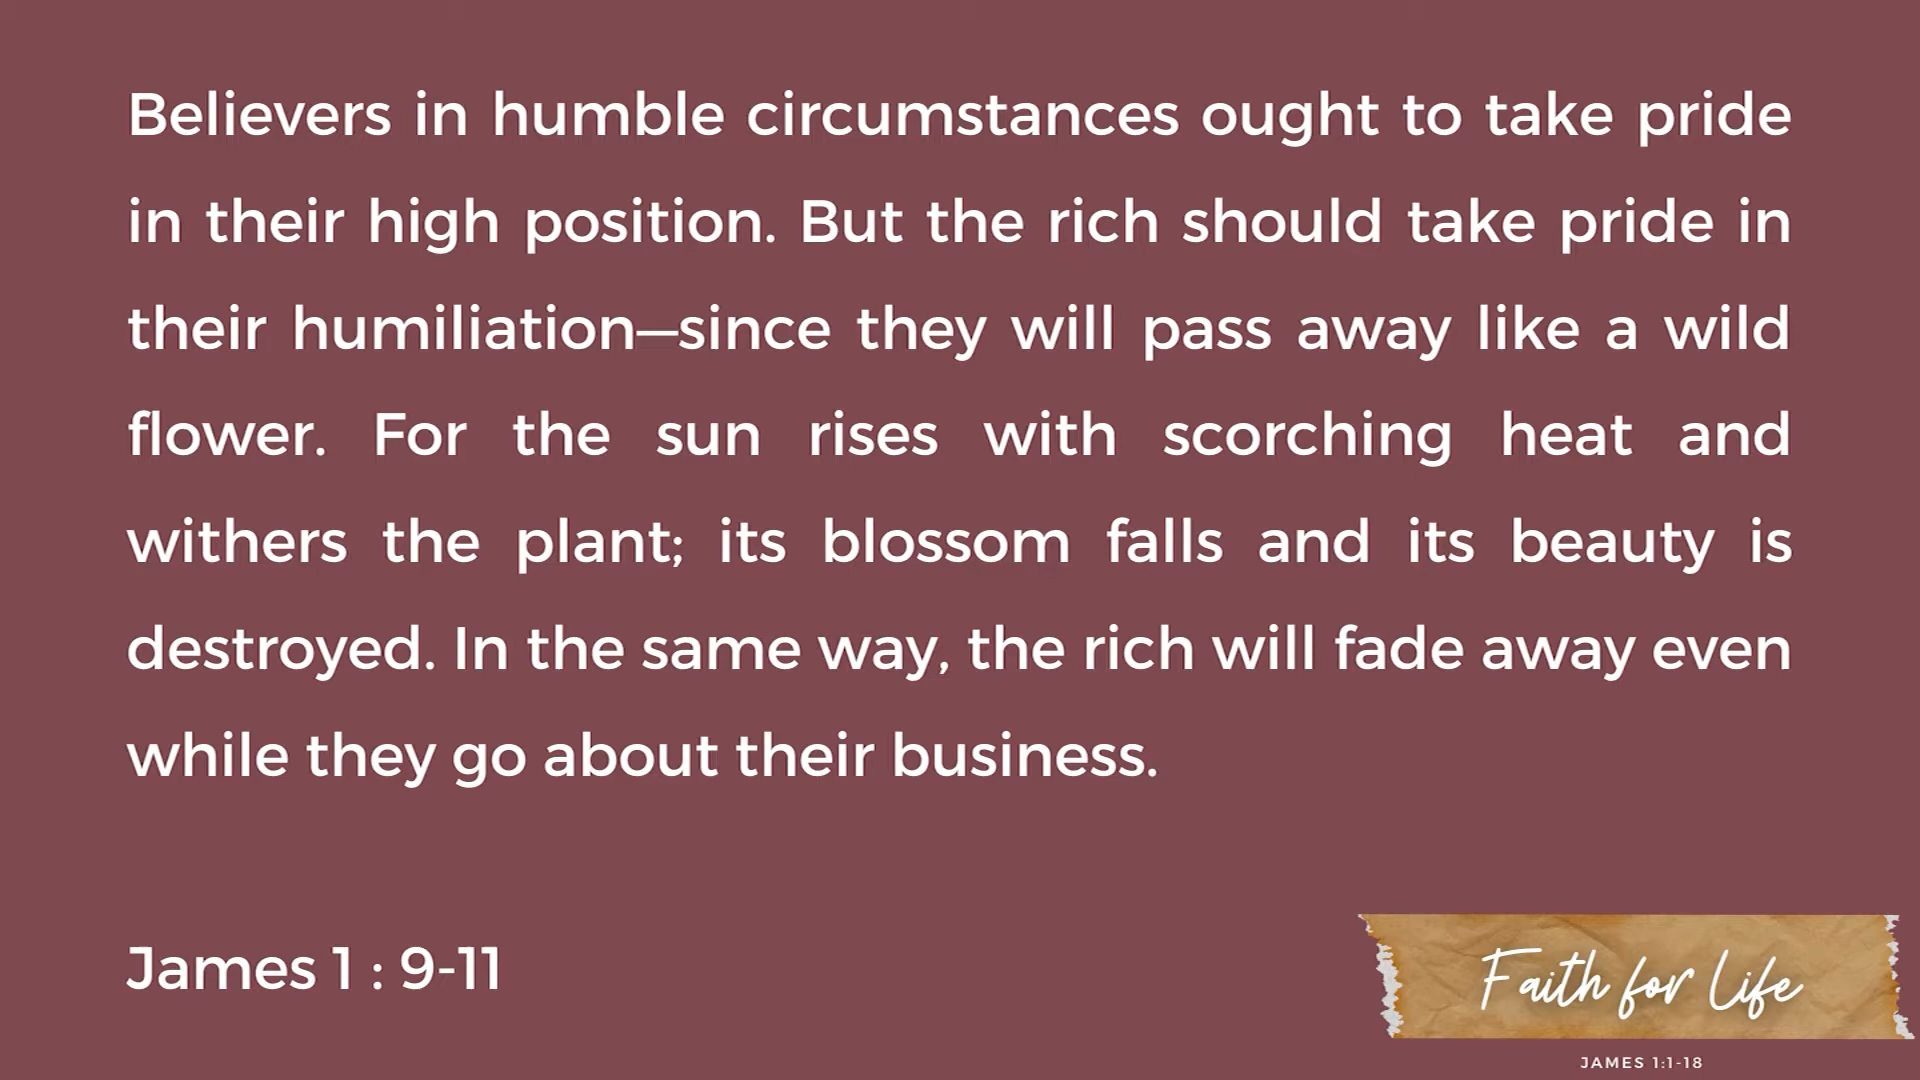 Believers in humble circumstances ought to take pride
in their high position. But the rich should take pride in
their humiliation—since they will pass away like a wild
flower. For the sun rises with scorching heat and
withers the plant; its blossom falls and its beauty is
destroyed. In the same way, the rich will fade away even
while they go about their business.
James 1 : 9-11
Faith for Life
JAMES 1:1-18